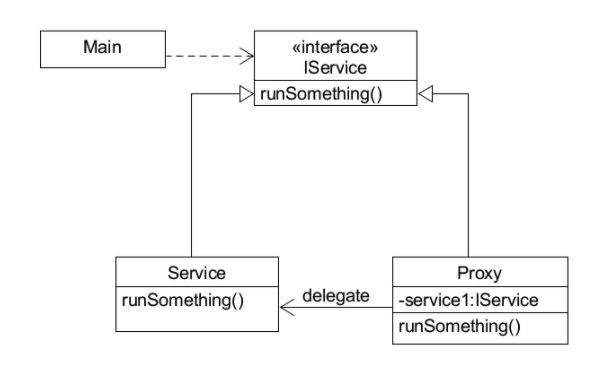 Main
«interface»
IService
runSomething()
Service
runSomething()
delegate
Proxy
-service1:IService
runSomething()